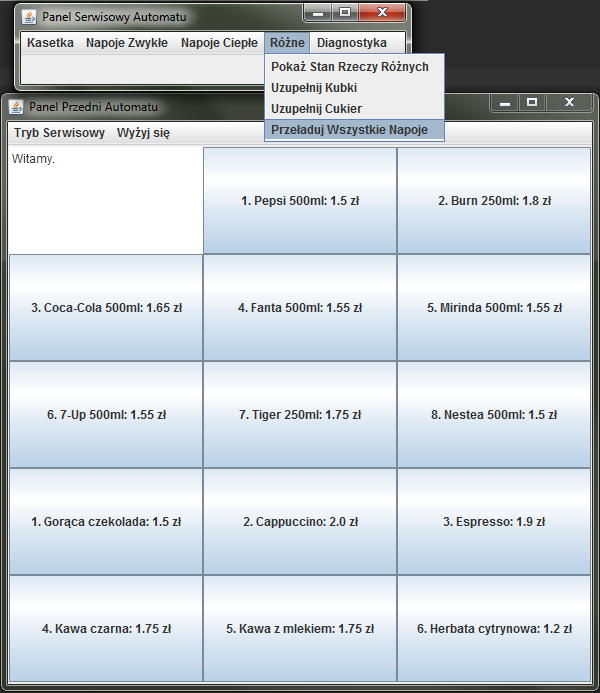 Panel Serwisowy Automatu
Kasetka Napoje Zwykłe Napoje Ciepłe Różne Diagnostyka
Pokaż Stan Rzeczy Różnych
Uzupełnij Kubki
Uzupełnij Cukier
Przeładuj Wszystkie Napoje
Panel Przedni Automatu
Tryb Serwisowy Wyżyj się
Witamy.
1. Pepsi 500ml: 1.5 zł
2. Burn 250ml: 1.8 zł
3. Coca-Cola 500ml: 1.65 zł
4. Fanta 500ml: 1.55 zł
5. Mirinda 500ml: 1.55 zł
6. 7-Up 500ml: 1.55 zł
7. Tiger 250ml: 1.75 zł
8. Nestea 500ml: 1.5 zł
1. Gorąca czekolada: 1.5 zł
2. Cappuccino: 2.0 zł
3. Espresso: 1.9 zł
4. Kawa czarna: 1.75 zł
5. Kawa z mlekiem: 1.75 zł
6. Herbata cytrynowa: 1.2 zł